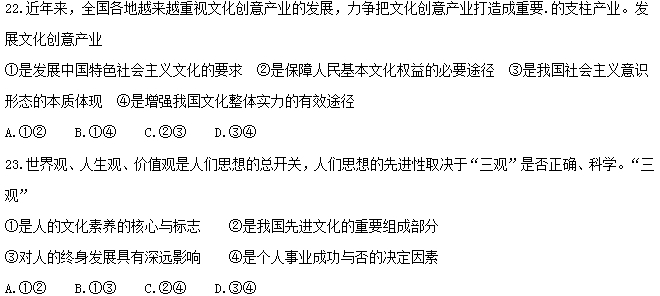 22.近年来，全国各地越来越重视文化创意产业的发展，力争把文化创意产业打造成重要.的支柱产业。发
展文化创意产业
①是发展中国特色社会主义文化的要求　②是保障人民基本文化权益的必要途径　③是我国社会主义意识
形态的本质体现　④是增强我国文化整体实力的有效途径
A.①②　　B.①④　　C.②③　　D.③④
23.世界观、人生观、价值观是人们思想的总开关，人们思想的先进性取决于“三观”是否正确、科学。“三
观”
①是人的文化素养的核心与标志　　②是我国先进文化的重要组成部分
③对人的终身发展具有深远影响　　④是个人事业成功与否的决定因素
A.①②　　B.①③　　C.②④　　D.③④